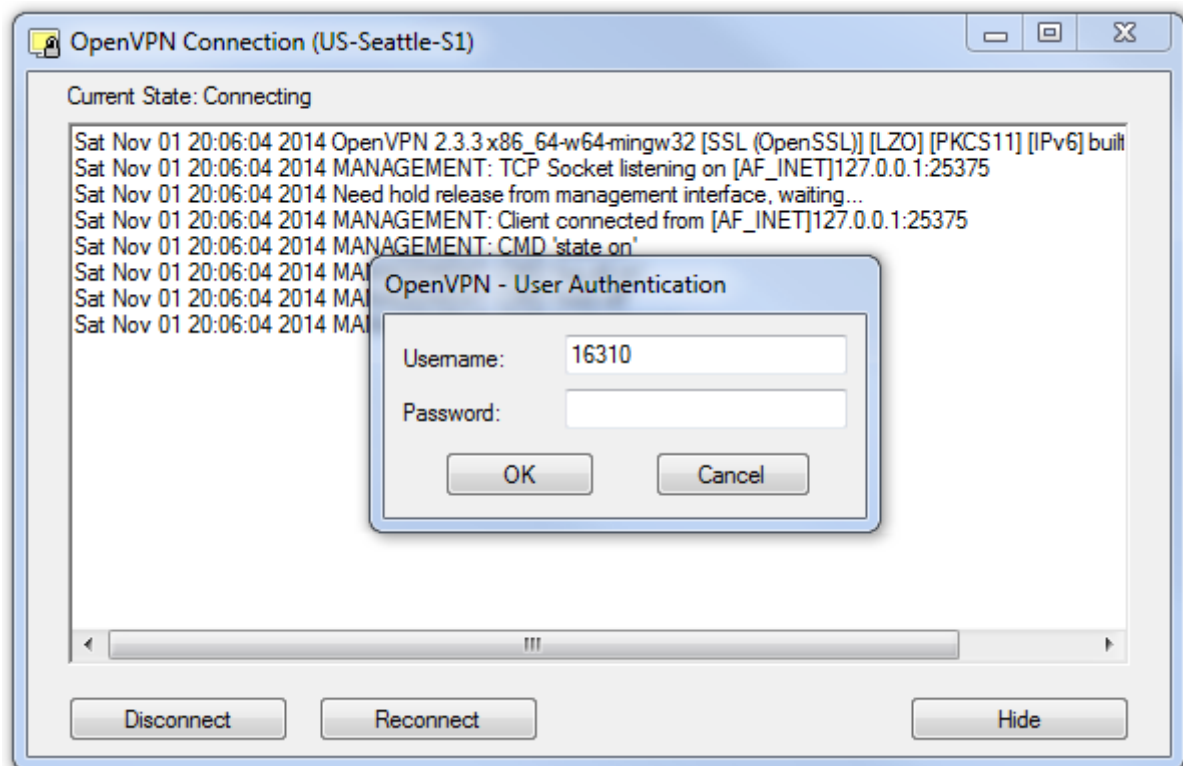 OpenVPN Connection (US-Seattle-S1)
Current State: Connecting
Sat Nov 01 20:06:04 2014 OpenVPN 2.3.3 x86_64-w64-mingw32 [SSL (OpenSSL)] [LZO] [PKCS11] [IPv6] built
Sat Nov 01 20:06:04 2014 MANAGEMENT: TCP Socket listening on [AF_INET]127.0.0.1:25375
Sat Nov 01 20:06:04 2014 Need hold release from management interface, waiting...
Sat Nov 01 20:06:04 2014 MANAGEMENT: Client connected from [AF_INET]127.0.0.1:25375
Sat Nov 01 20:06:04 2014 MANAGEMENT: CMD 'state on'
Sat Nov 01 20:06:04 2014
Sat Nov 01 20:06:04 2014
Sat Nov 01 20:06:04 2014
OpenVPN - User Authentication
Username: 16310
Password:
OK Cancel
Disconnect Reconnect Hide